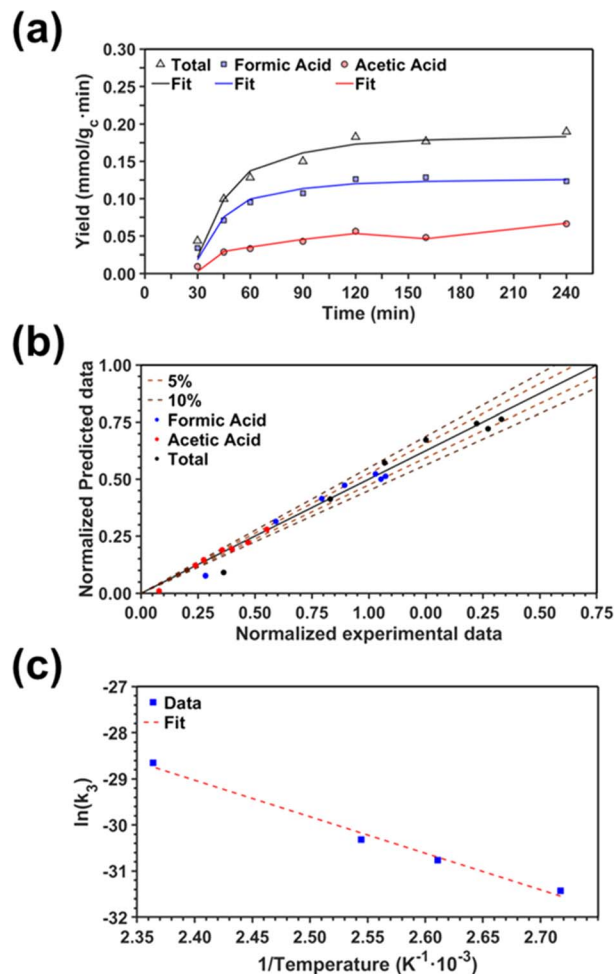 (a)
0.30
0.25
0.20
0.15
0.10
0.05
0.00
Yield (mmol/gc·min)
Total Formic Acid Acetic Acid
Fit Fit Fit
0 30 60 90 120 150 180 210 240
Time (min)
(b)
1.00
0.75
0.50
0.25
0.00
Normalized Predicted data
5%
10%
Formic Acid
Acetic Acid
Total
0.25 0.50 0.75 1.00 0.00 0.25 0.50 0.75
Normalized experimental data
(c)
-27
-28
-29
-30
-31
-32
ln(k3)
Data
Fit
2.35 2.40 2.45 2.50 2.55 2.60 2.65 2.70
1/Temperature (K-1·10-3)